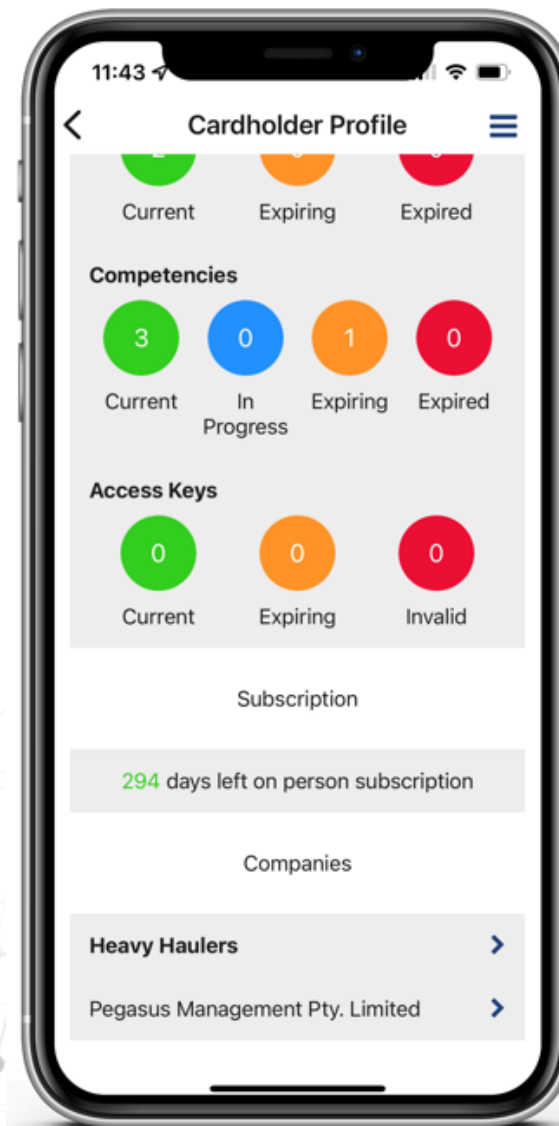 11:43
Cardholder Profile
Current Expiring Expired
Competencies
3 0 1 0
Current In Progress Expiring Expired
Access Keys
0 0 0
Current Expiring Invalid
Subscription
294 days left on person subscription
Companies
Heavy Haulers
Pegasus Management Pty. Limited